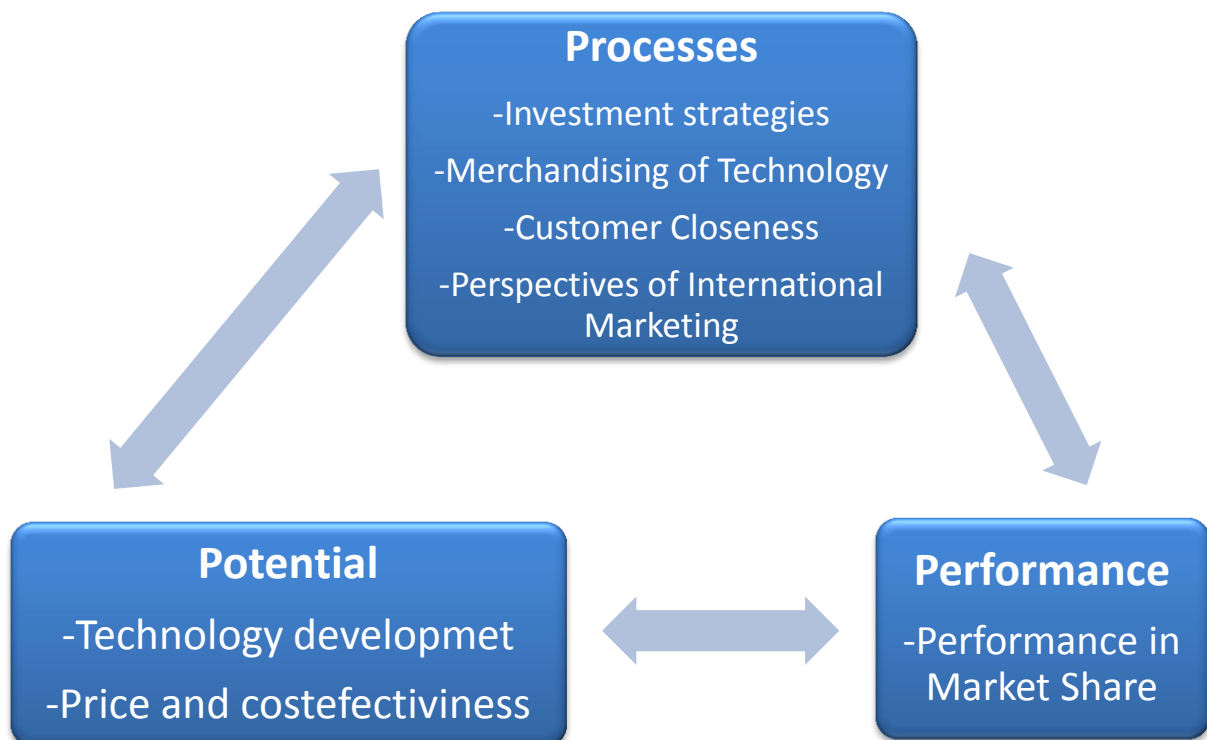 Processes
-Investment strategies
-Merchandising of Technology
-Customer Closeness
-Perspectives of International
Marketing
Potential
-Technology developmet
-Price and costefectiviness
Performance
-Performance in
Market Share